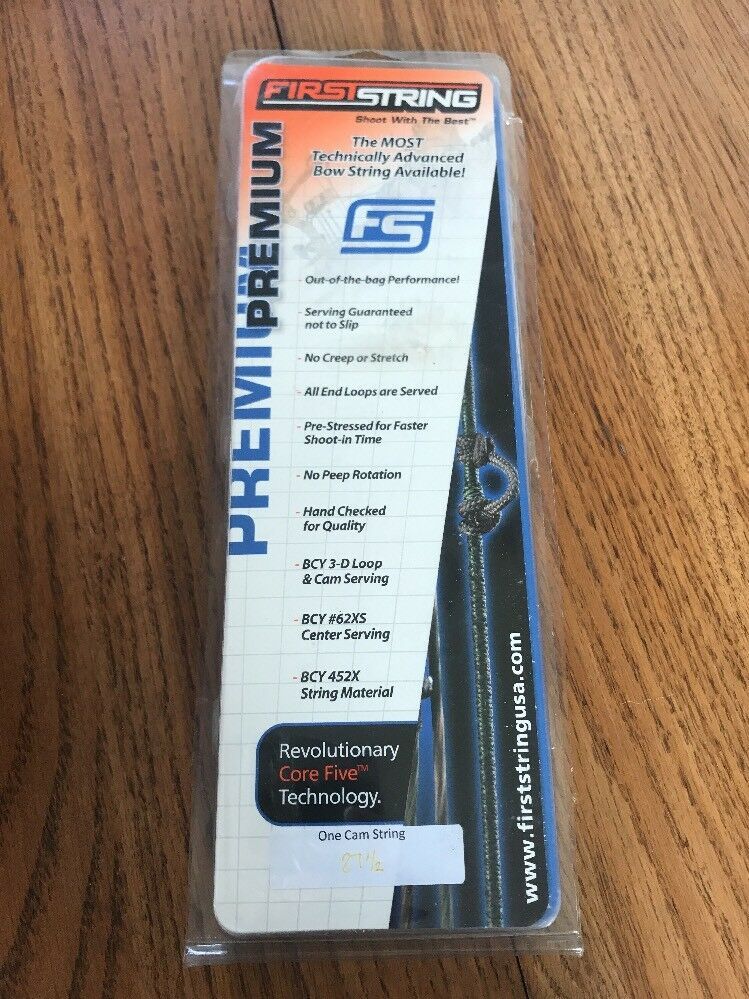 FIRSTSTRING
Shoot With The Best™
PREMIUM
PREMIUM
The MOST
Technically Advanced
Bow String Available!
FS
- Out-of-the-bag Performance!
- Serving Guaranteed
not to Slip
- No Creep or Stretch
- All End Loops are Served
- Pre-Stressed for Faster
Shoot-in Time
- No Peep Rotation
- Hand Checked
for Quality
- BCY 3-D Loop
& Cam Serving
- BCY #62XS
Center Serving
- BCY 452X
String Material
Revolutionary
Core Five™
Technology.
One Cam String
87 1/2
www.firststringusa.com